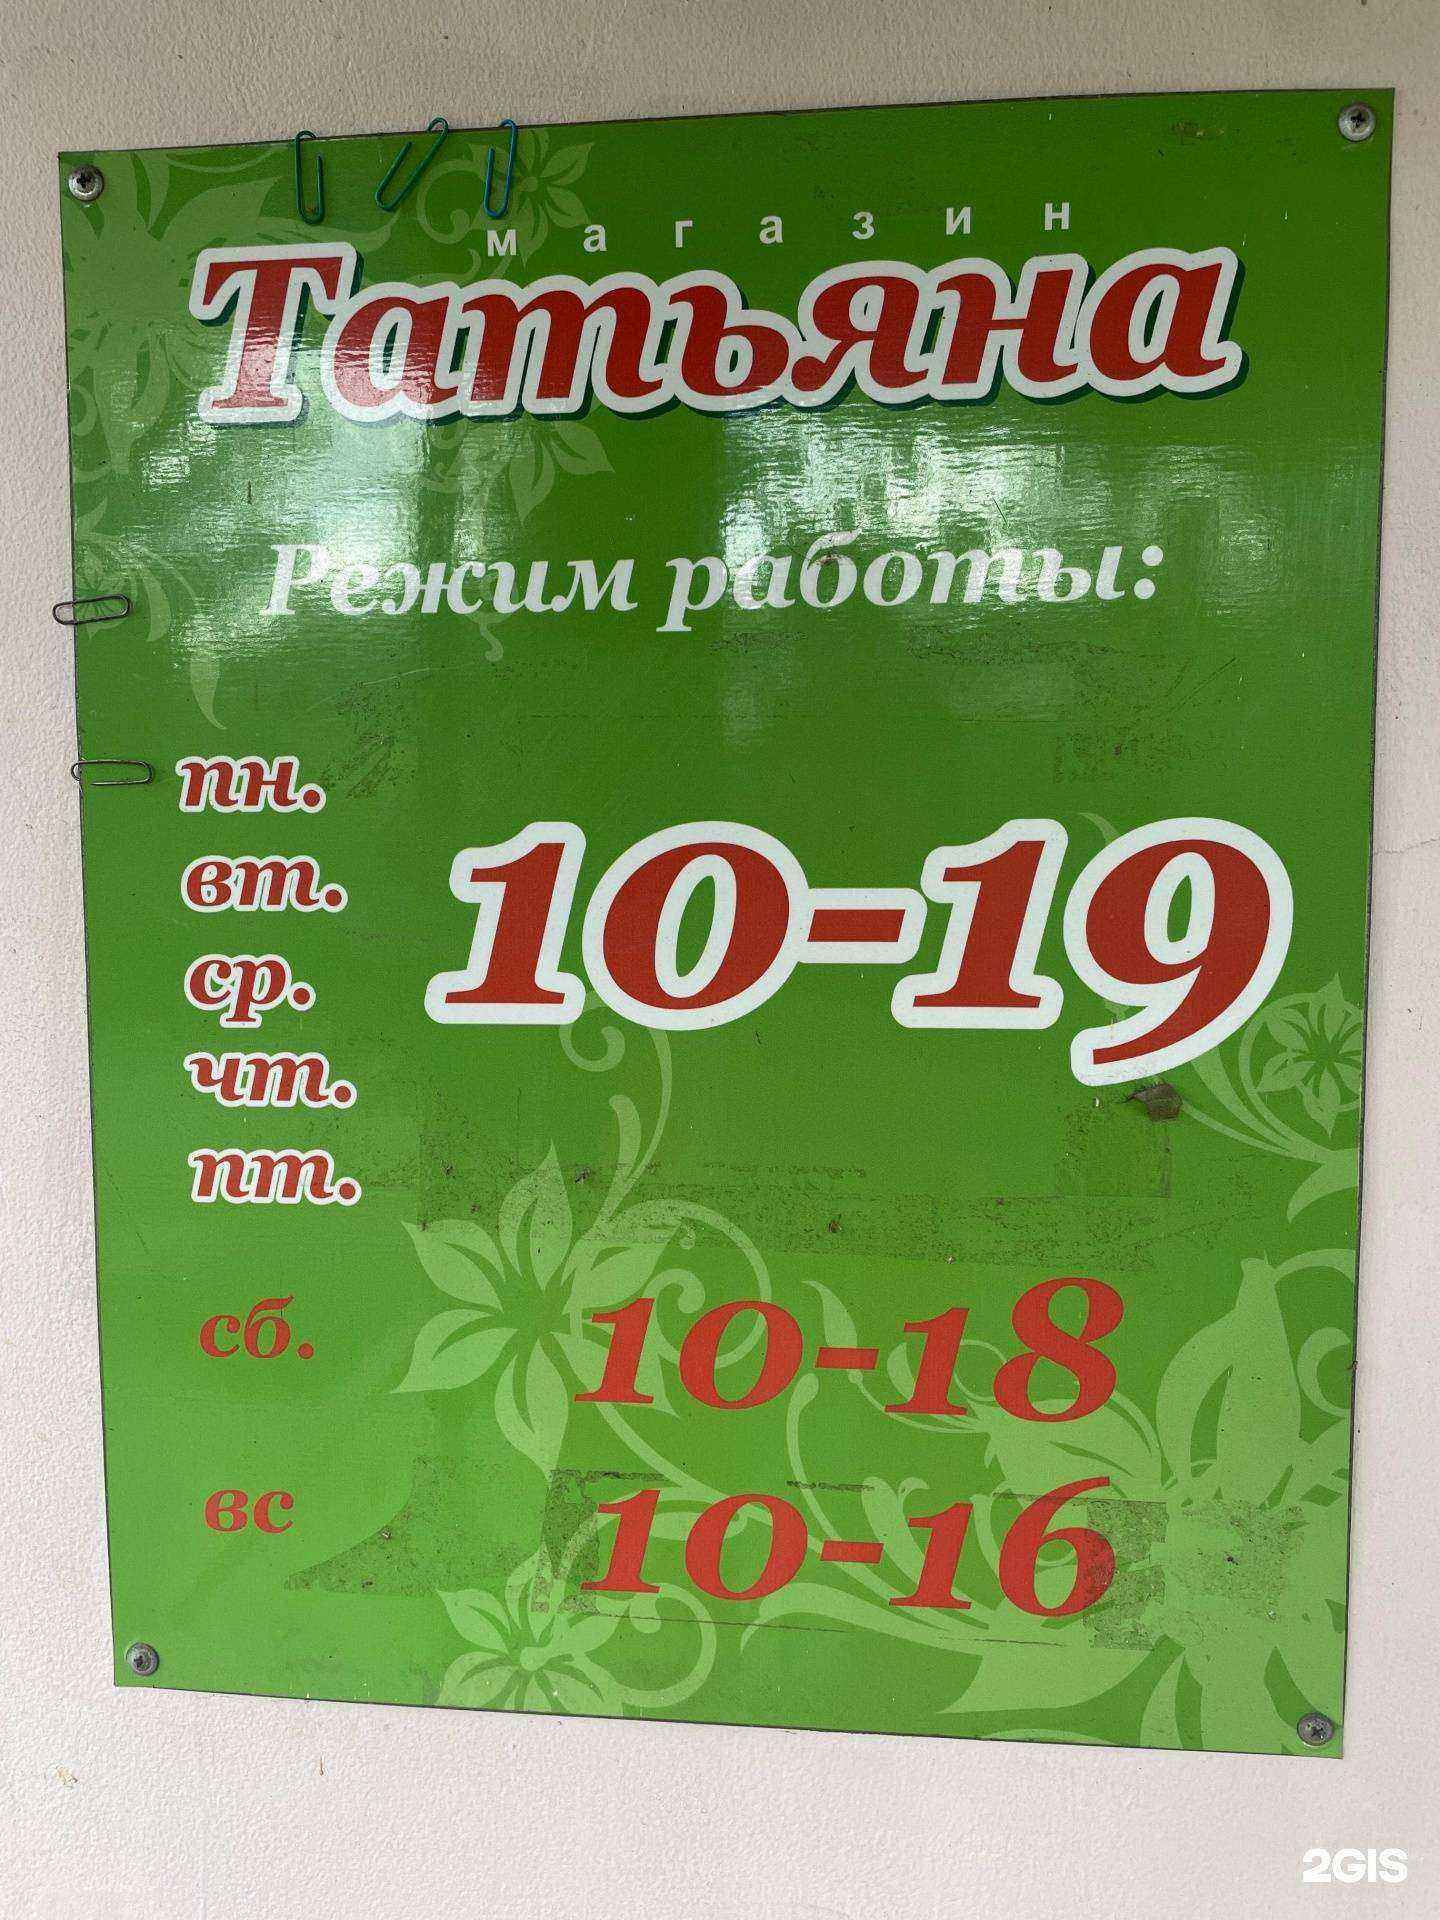 магазин
Татьяна
Режим работы:
пн.
вт.
ср.
чт.
пт.
10-19
сб. 10-18
вс 10-16
2GIS